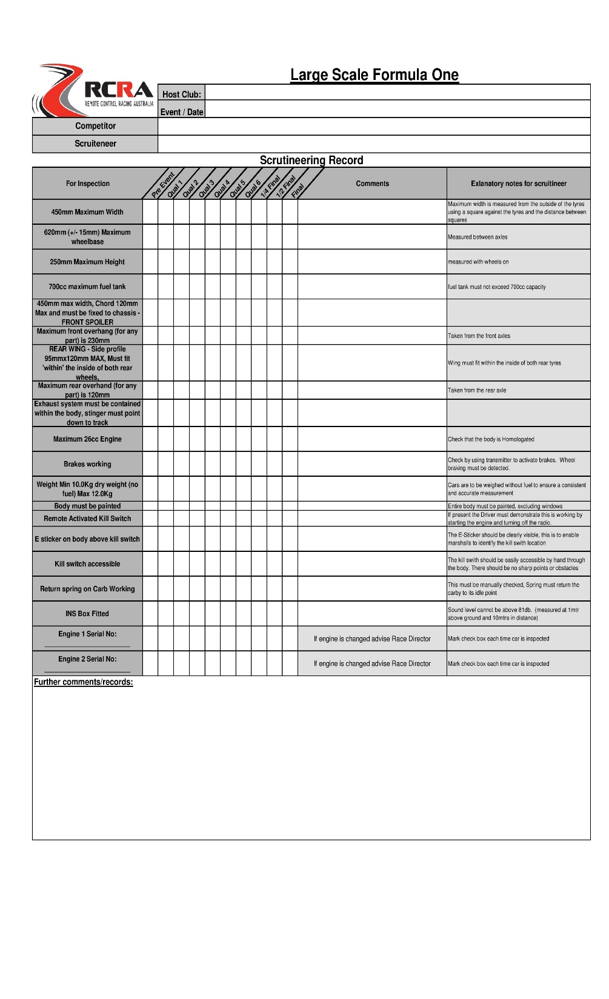 Large Scale Formula One
RCRA
REMOTE CONTROL RACING AUSTRALIA
Host Club:
Event / Date
Competitor
Scruiteneer
Scrutineering Record
For Inspection
Pre Event
Qual 1
Qual 2
Qual 3
Qual 4
Qual 5
Qual 6
1/4 Final
1/2 Final
Final
Comments
Exlanatory notes for scruitineer
450mm Maximum Width
Maximum width is measured from the outside of the tyres
using a square against the tyres and the distance between
squares
620mm (+/- 15mm) Maximum
wheelbase
Measured between axles
250mm Maximum Height
measured with wheels on
700cc maximum fuel tank
fuel tank must not exceed 700cc capacity
450mm max width, Chord 120mm
Max and must be fixed to chassis -
FRONT SPOILER
Maximum front overhang (for any
part) is 230mm
Taken from the front axles
REAR WING - Side profile
95mmx120mm MAX, Must fit
'within' the inside of both rear
wheels,
Wing must fit within the inside of both rear tyres
Maximum rear overhand (for any
part) is 120mm
Taken from the rear axle
Exhaust system must be contained
within the body, stinger must point
down to track
Maximum 26cc Engine
Check that the body is Homologated
Brakes working
Check by using transmitter to activate brakes. Wheel
braking must be detected.
Weight Min 10.0Kg dry weight (no
fuel) Max 12.0Kg
Cars are to be weighed without fuel to ensure a consistent
and accurate measurement
Body must be painted
Entire body must be painted, excluding windows
Remote Activated Kill Switch
If present the Driver must demonstrate this is working by
starting the engine and turning off the radio.
E sticker on body above kill switch
The E-Sticker should be clearly visible, this is to enable
marshalls to identify the kill swith location
Kill switch accessible
The kill swith should be easily accessible by hand through
the body. There should be no sharp points or obstacles
Return spring on Carb Working
This must be manually checked, Spring must return the
carby to its idle point
INS Box Fitted
Sound level cannot be above 81db. (measured at 1mtr
above ground and 10mtrs in distance)
Engine 1 Serial No:
If engine is changed advise Race Director
Mark check box each time car is inspected
Engine 2 Serial No:
If engine is changed advise Race Director
Mark check box each time car is inspected
Further comments/records: